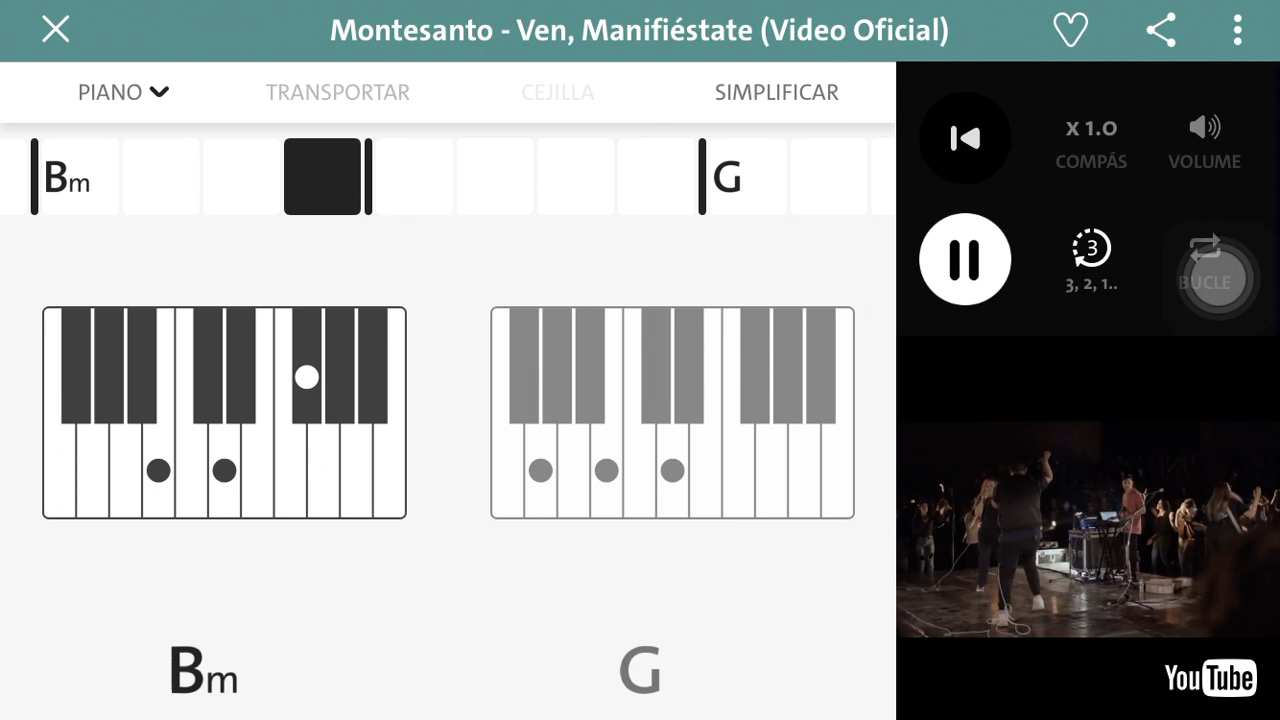 Montesanto - Ven, Manifiéstate (Video Oficial)
PIANO TRANSPORTAR CEJILLA SIMPLIFICAR
Bm G
X 1.0
COMPÁS
VOLUME
3
3, 2, 1..
BUCLE
Bm G
YouTube